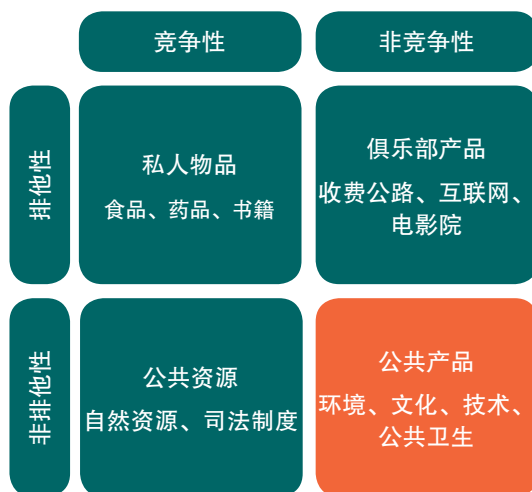 竞争性
非竞争性
排他性
私人物品
食品、药品、书籍
俱乐部产品
收费公路、互联网、
电影院
非排他性
公共资源
自然资源、司法制度
公共产品
环境、文化、技术、
公共卫生